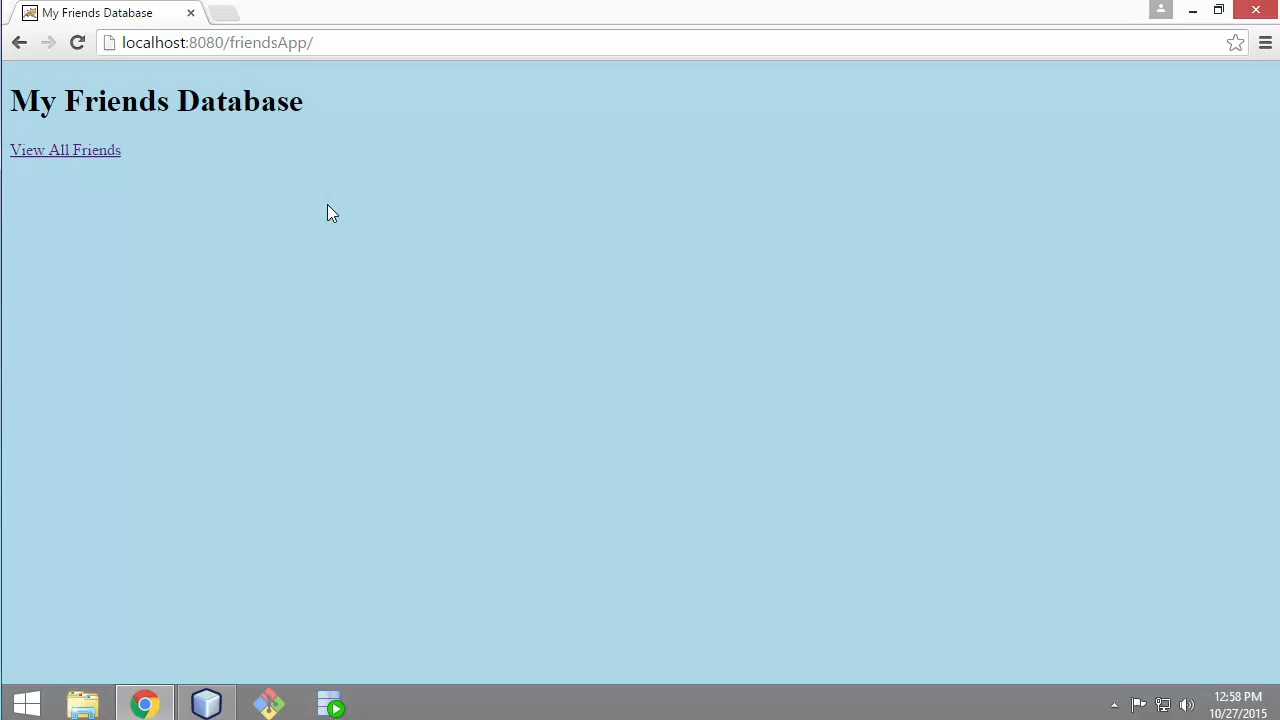 My Friends Database
localhost:8080/friendsApp/
My Friends Database
View All Friends
12:58 PM
10/27/2015